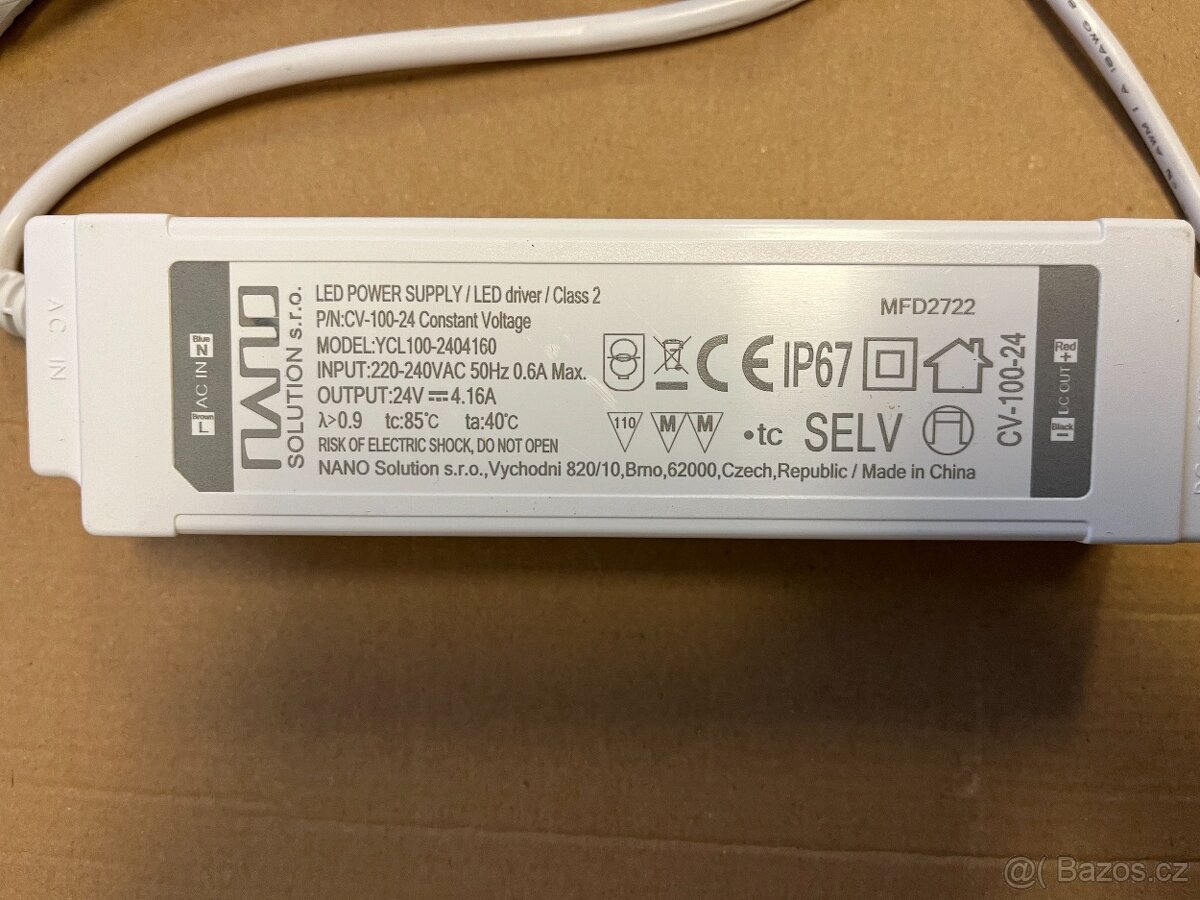 LED POWER SUPPLY / LED driver / Class 2
P/N:CV-100-24 Constant Voltage
MODEL:YCL100-2404160
INPUT:220-240VAC 50Hz 0.6A Max.
OUTPUT:24V⎓4.16A
λ>0.9 tc:85℃ ta:40℃
RISK OF ELECTRIC SHOCK, DO NOT OPEN
NANO Solution s.r.o.,Vychodni 820/10,Brno,62000,Czech,Republic / Made in China
MFD2722
CE IP67
110 M M •tc SELV
CV-100-24
NANO
SOLUTION s.r.o.
AC IN
Blue
N
AC IN
Brown
L
Red
+
DC OUT
Black
−
AWM I A 18AWG
@( Bazos.cz